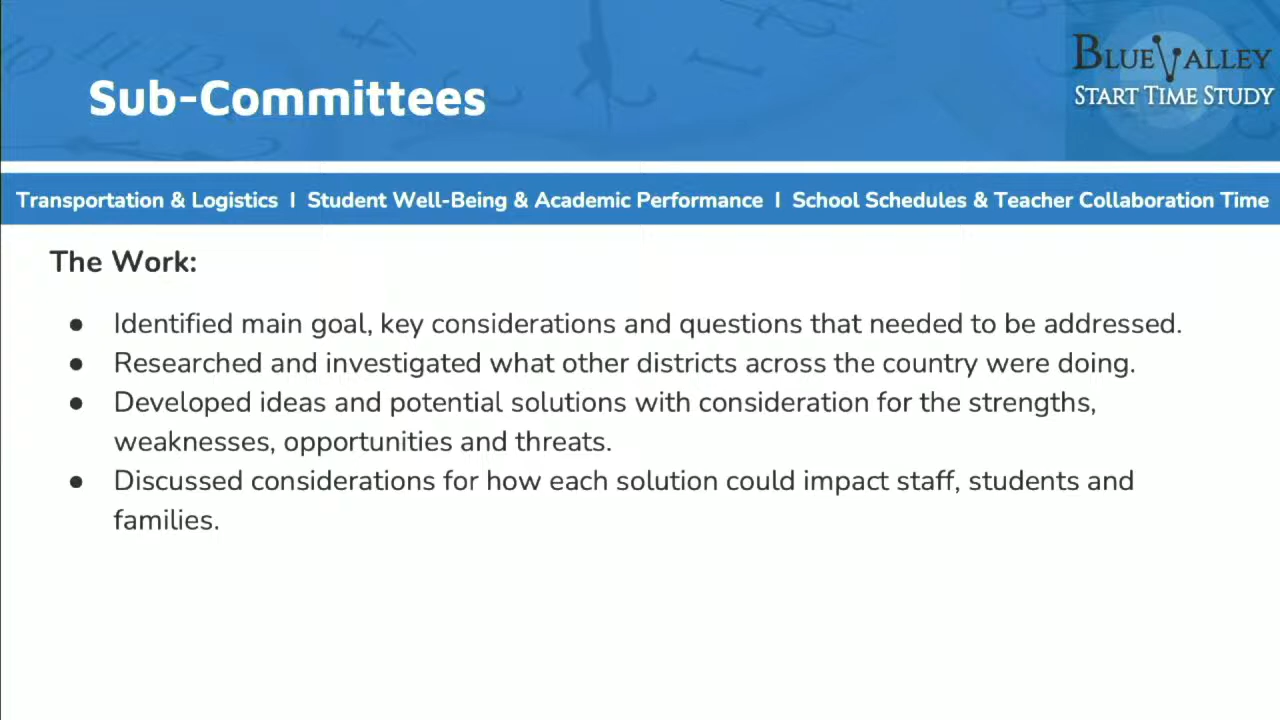 Sub-Committees
BLUE VALLEY
START TIME STUDY
Transportation & Logistics I Student Well-Being & Academic Performance I School Schedules & Teacher Collaboration Time
The Work:
● Identified main goal, key considerations and questions that needed to be addressed.
● Researched and investigated what other districts across the country were doing.
● Developed ideas and potential solutions with consideration for the strengths,
weaknesses, opportunities and threats.
● Discussed considerations for how each solution could impact staff, students and
families.